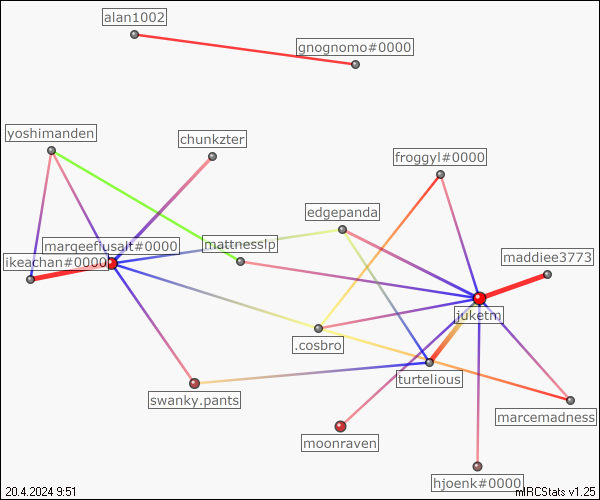 alan1002
gnognomo#0000
yoshimanden
chunkzter
froggyl#0000
edgepanda
margeefiusalt#0000
mattnesslp
ikeachan#0000
maddiee3773
juketm
.cosbro
turtelious
swanky.pants
marcemadness
moonraven
hjoenk#0000
20.4.2024 9:51
mIRCStats v1.25